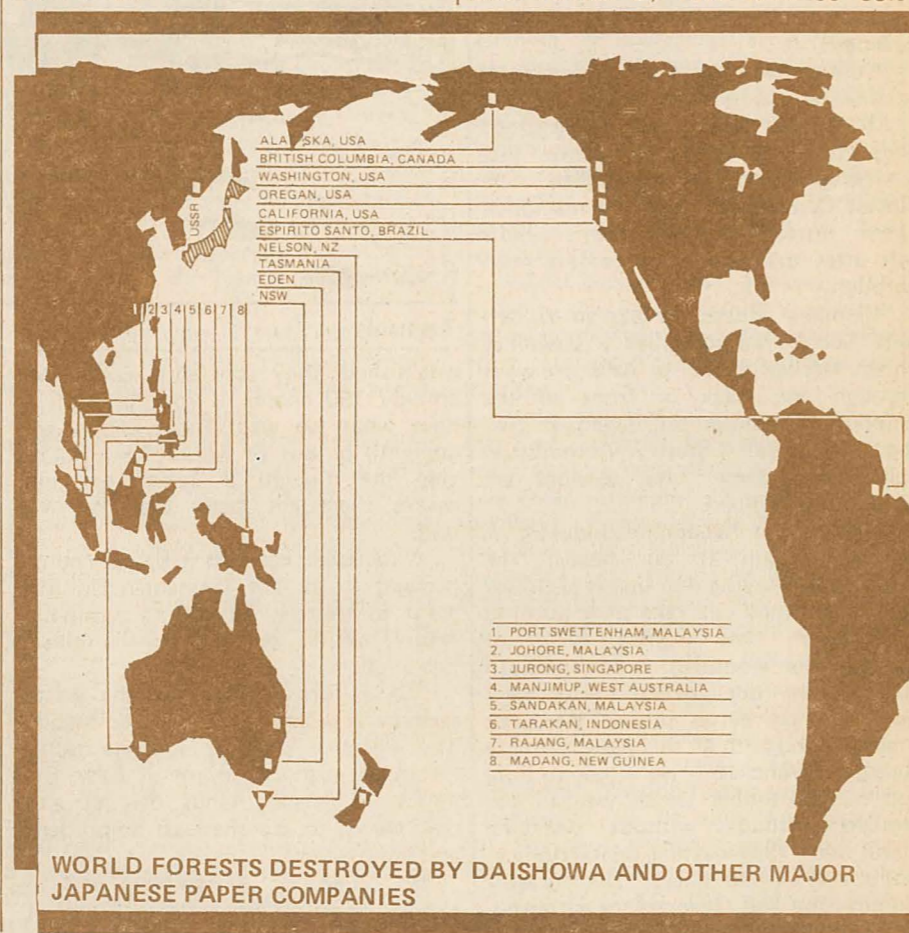 ALASKA, USA
BRITISH COLUMBIA, CANADA
WASHINGTON, USA
OREGAN, USA
CALIFORNIA, USA
ESPIRITO SANTO, BRAZIL
NELSON, NZ
TASMANIA
EDEN
NSW
USSR
1 2 3 4 5 6 7 8
1. PORT SWETTENHAM, MALAYSIA
2. JOHORE, MALAYSIA
3. JURONG, SINGAPORE
4. MANJIMUP, WEST AUSTRALIA
5. SANDAKAN, MALAYSIA
6. TARAKAN, INDONESIA
7. RAJANG, MALAYSIA
8. MADANG, NEW GUINEA
WORLD FORESTS DESTROYED BY DAISHOWA AND OTHER MAJOR
JAPANESE PAPER COMPANIES